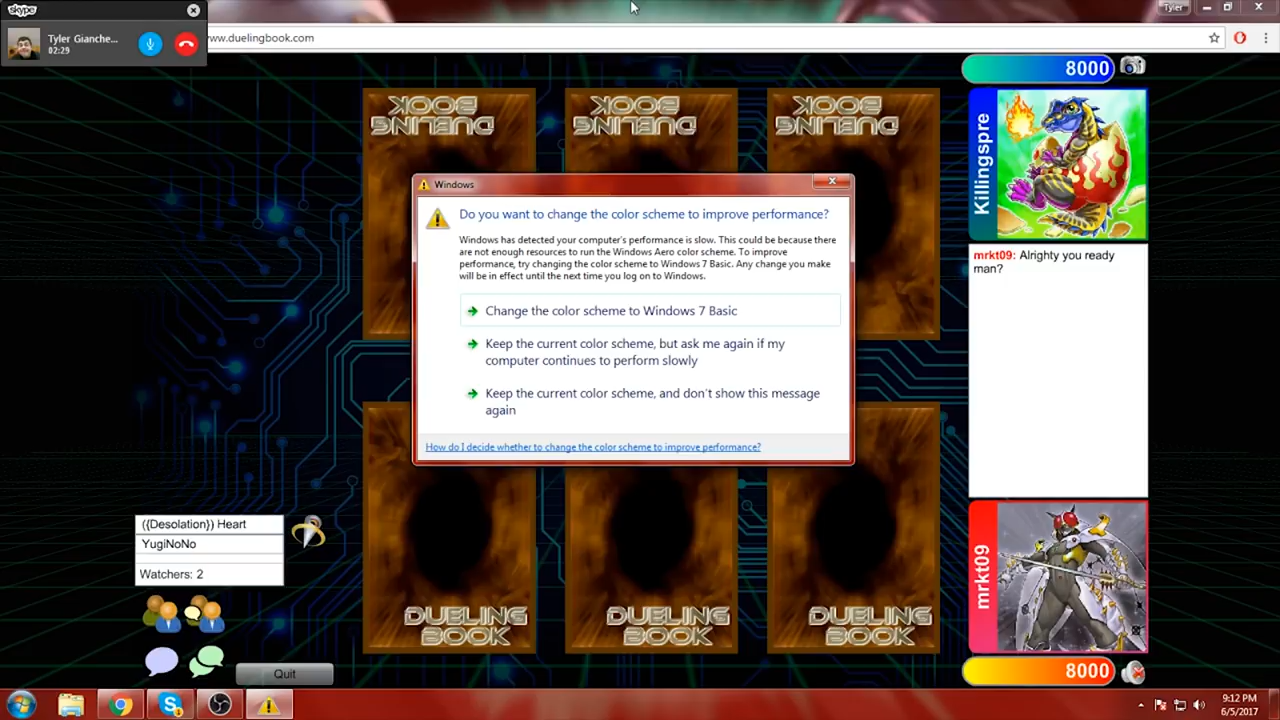 skype
Tyler
Tyler Gianche...
02:29
www.duelingbook.com
8000
DUELING
BOOK
DUELING
BOOK
DUELING
BOOK
Killingspre
Windows
Do you want to change the color scheme to improve performance?
Windows has detected your computer's performance is slow. This could be because there
are not enough resources to run the Windows Aero color scheme. To improve
performance, try changing the color scheme to Windows 7 Basic. Any change you make
will be in effect until the next time you log on to Windows.
Change the color scheme to Windows 7 Basic
Keep the current color scheme, but ask me again if my
computer continues to perform slowly
Keep the current color scheme, and don't show this message
again
How do I decide whether to change the color scheme to improve performance?
mrkt09: Alrighty you ready
man?
({Desolation}) Heart
YugiNoNo
Watchers: 2
Quit
DUELING
BOOK
DUELING
BOOK
DUELING
BOOK
mrkt09
8000
9:12 PM
6/5/2017